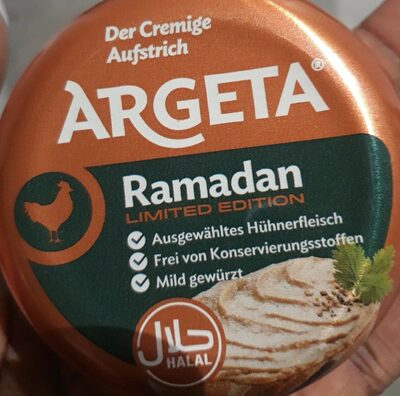 Der Cremige
Aufstrich
ARGETA®
Ramadan
LIMITED EDITION
Ausgewähltes Hühnerfleisch
Frei von Konservierungsstoffen
Mild gewürzt
حلال
HALAL